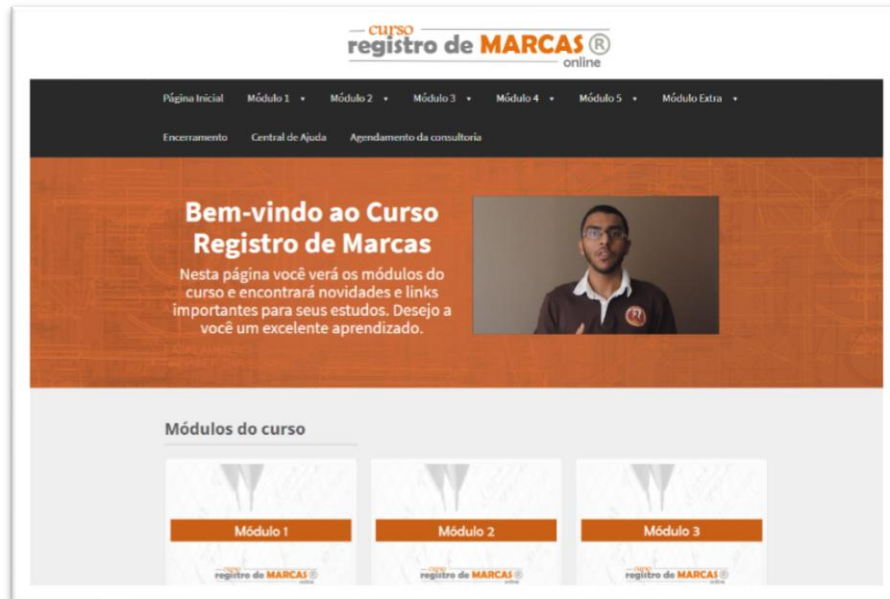 curso
registro de MARCAS ®
online
Página Inicial Módulo 1 Módulo 2 Módulo 3 Módulo 4 Módulo 5 Módulo Extra
Encerramento Central de Ajuda Agendamento da consultoria
Bem-vindo ao Curso
Registro de Marcas
Nesta página você verá os módulos do
curso e encontrará novidades e links
importantes para seus estudos. Desejo a
você um excelente aprendizado.
Módulos do curso
Módulo 1 Módulo 2 Módulo 3
curso curso curso
registro de MARCAS ® registro de MARCAS ® registro de MARCAS ®
online online online